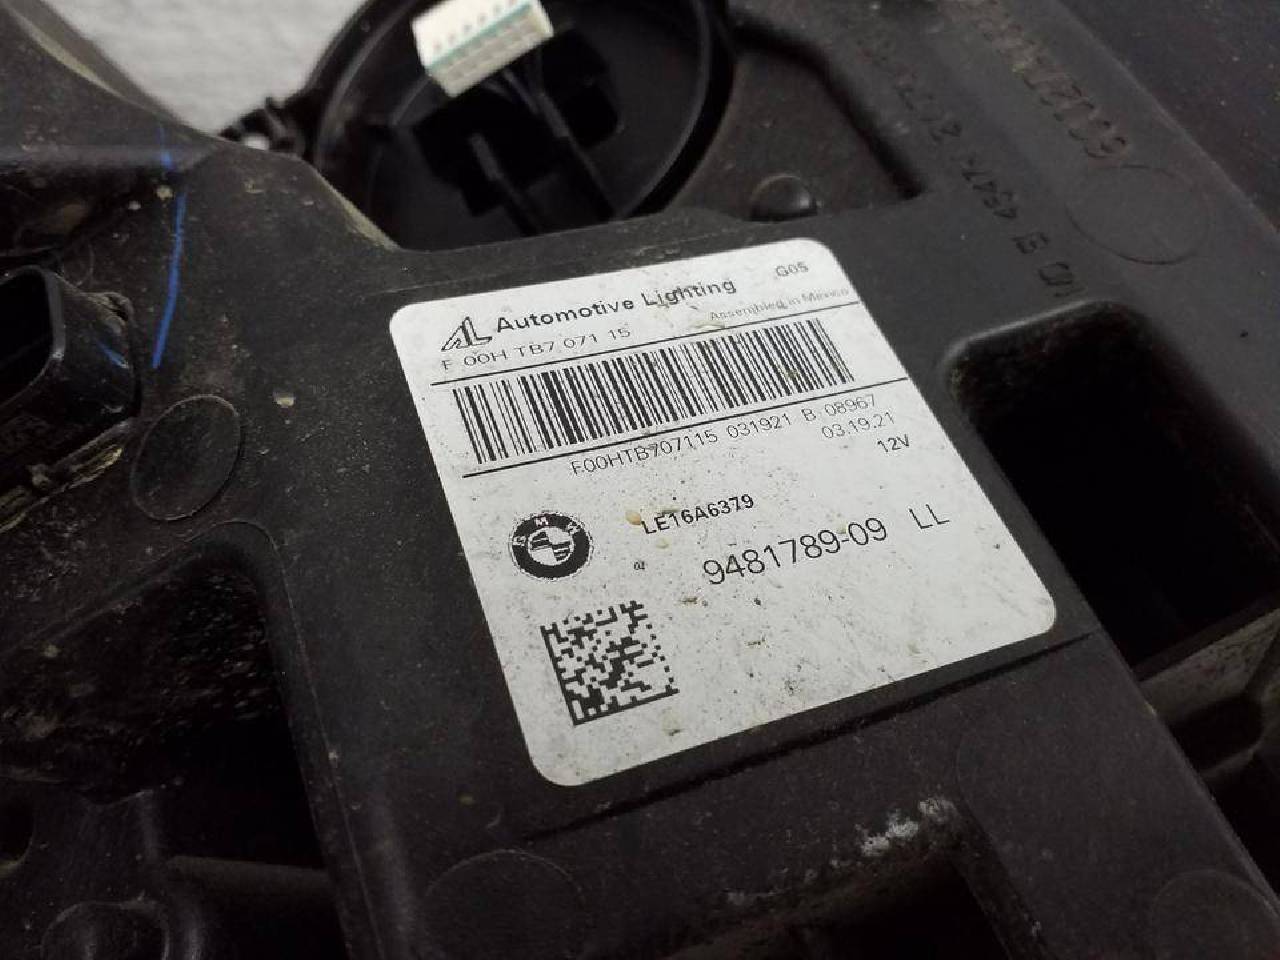 Automotive Lighting G05
F 00H TB7 071 15 Assembled in Mexico
F00HTB707115 031921 B 08967
03.19.21
12V
BMW
LE16A6379
9481789-09 LL